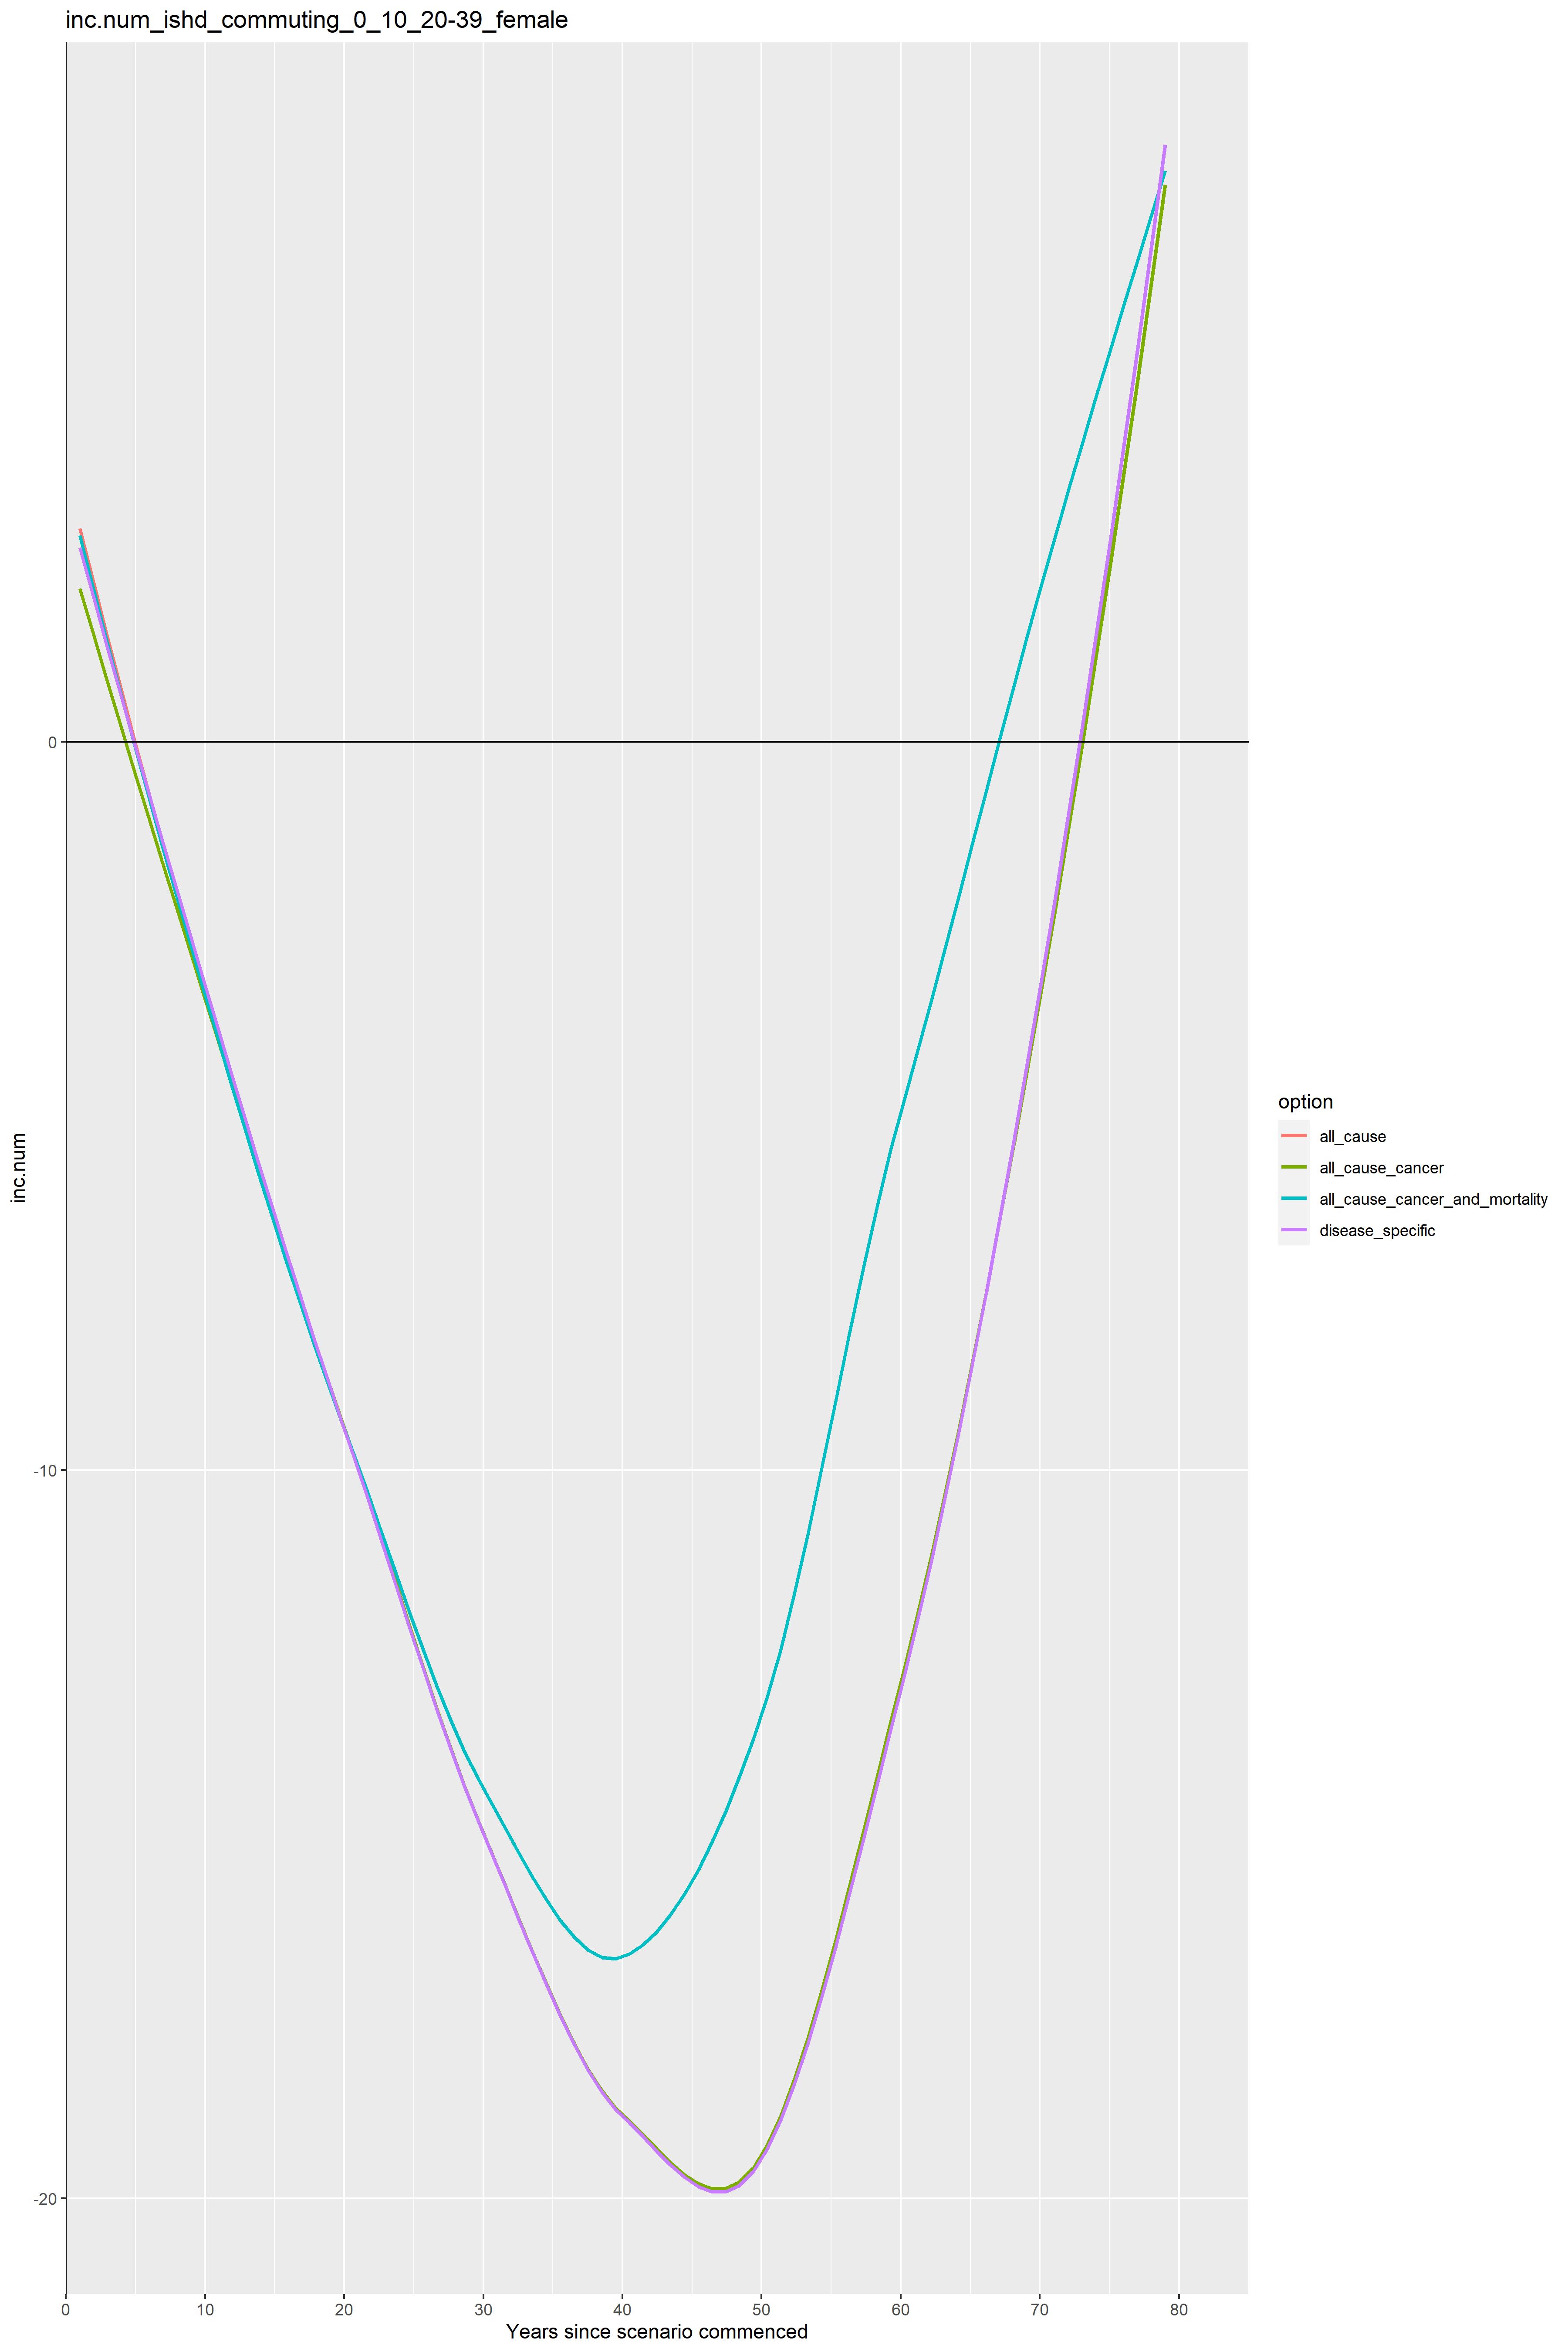 inc.num_ishd_commuting_0_10_20-39_female
inc.num
0
-10
-20
0 10 20 30 40 50 60 70 80
Years since scenario commenced
option
all_cause
all_cause_cancer
all_cause_cancer_and_mortality
disease_specific